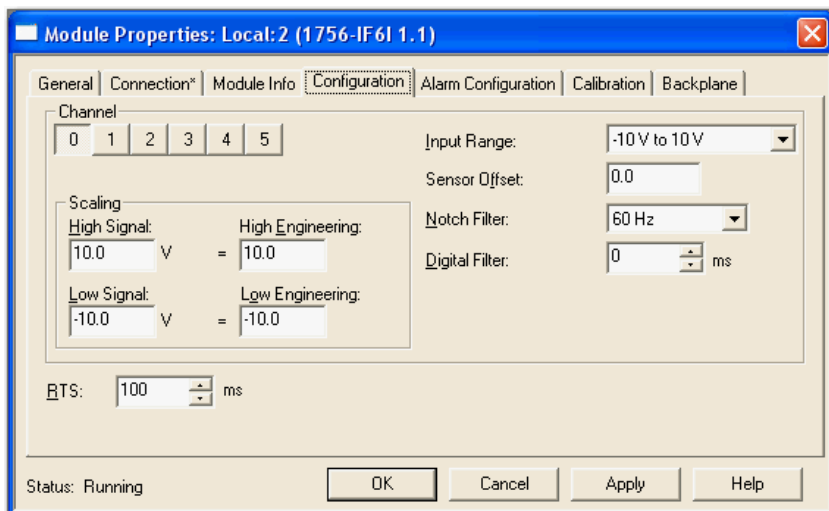 Module Properties: Local:2 (1756-IF6I 1.1)
General Connection* Module Info Configuration Alarm Configuration Calibration Backplane
Channel
0 1 2 3 4 5
Input Range: -10 V to 10 V
Sensor Offset: 0.0
Notch Filter: 60 Hz
Digital Filter: 0 ms
Scaling
High Signal: High Engineering:
10.0 V = 10.0
Low Signal: Low Engineering:
-10.0 V = -10.0
RTS: 100 ms
Status: Running
OK Cancel Apply Help